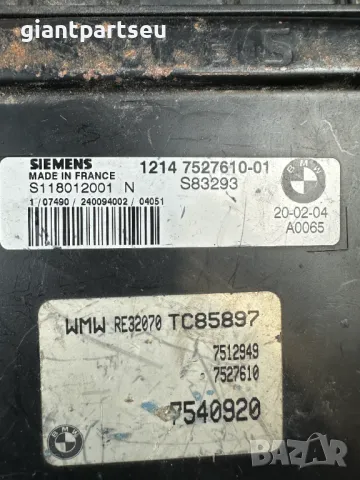 giantpartseu
SIEMENS
MADE IN FRANCE
1214 7527610-01
S118012001 N
S83293
1 / 07490 / 240094002 / 04051
BMW
20-02-04
A0065
WMW RE32070 TC85897
7512949
7527610
7540920
BAZAR